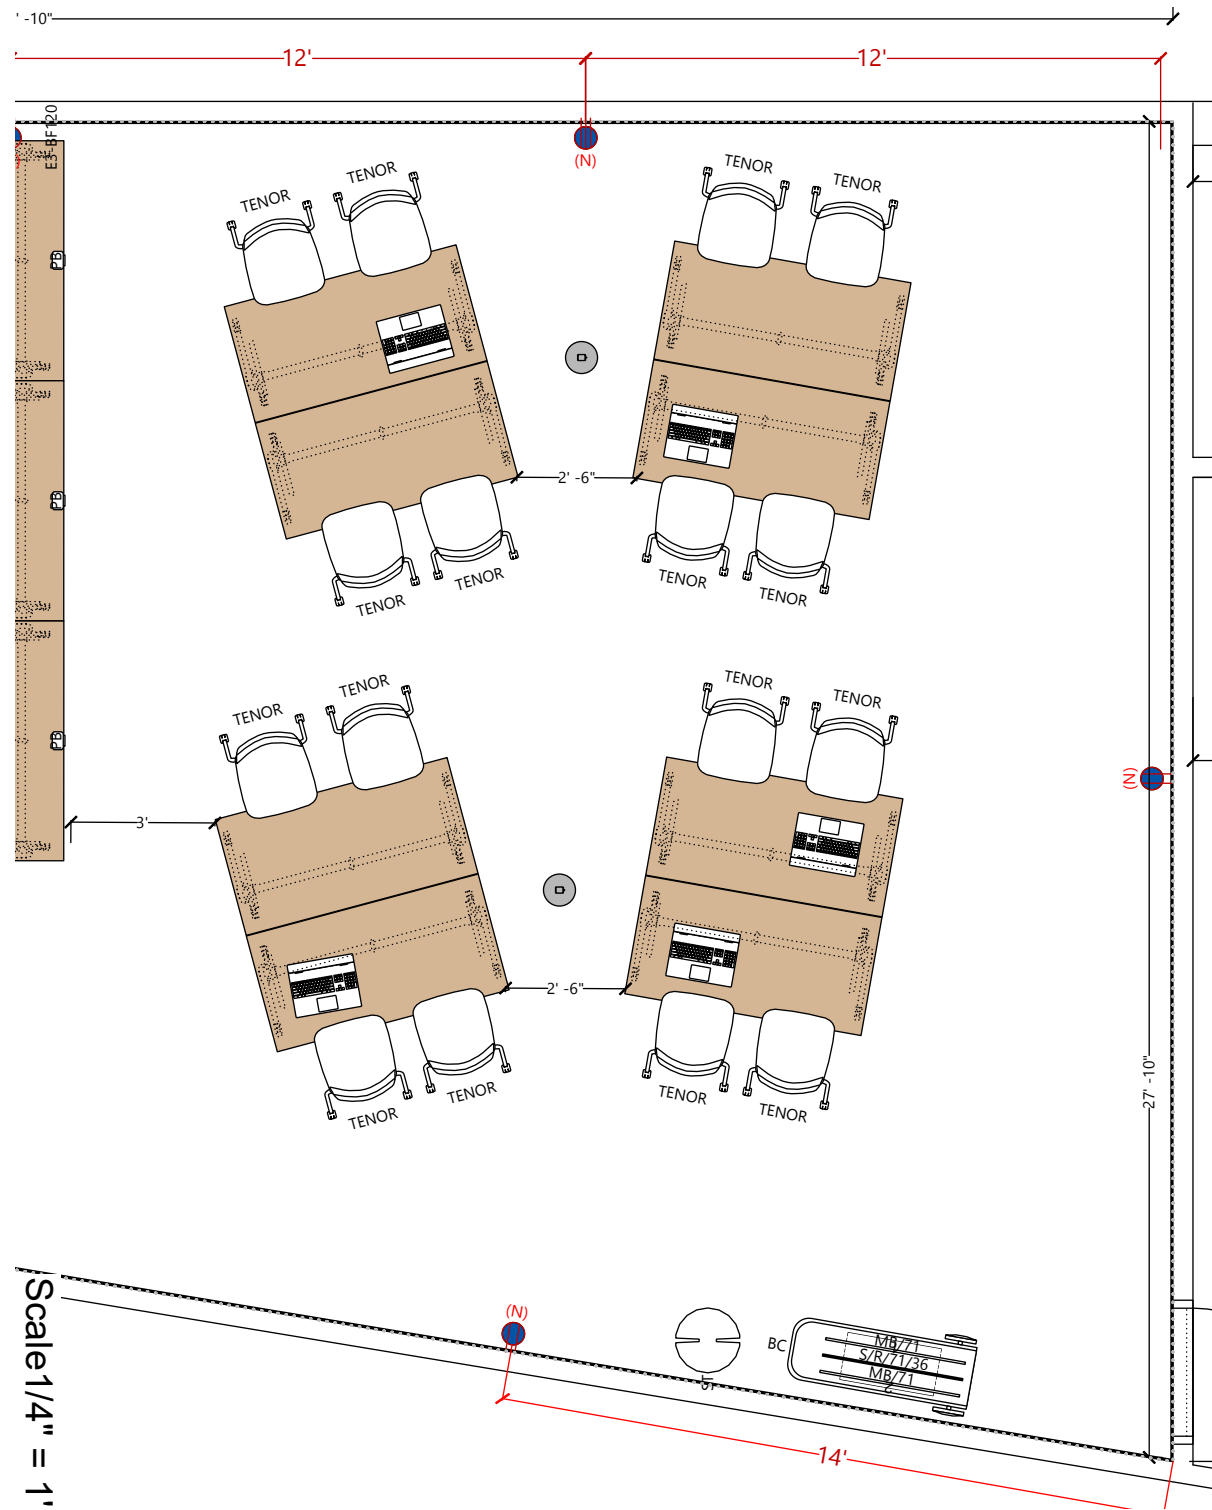 ' -10"
12'
12'
E3-BF120
(N)
TENOR
TENOR
TENOR
TENOR
PB
2' -6"
PB
TENOR
TENOR
TENOR
TENOR
TENOR
TENOR
TENOR
TENOR
PB
(N)
3'
2' -6"
27' -10"
TENOR
TENOR
TENOR
TENOR
(N)
BC
MB/71
S/R/71/36
MB/71
2
ST
14'
Scale1/4" = 1'